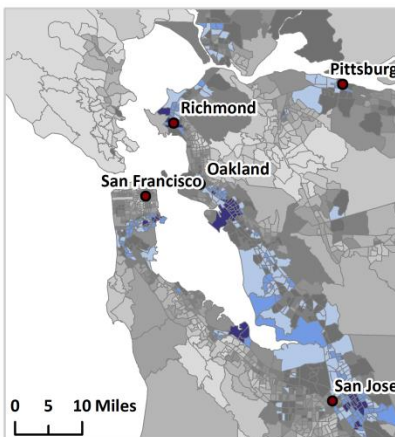 Pittsburg
Richmond
Oakland
San Francisco
San Jose
0 5 10 Miles